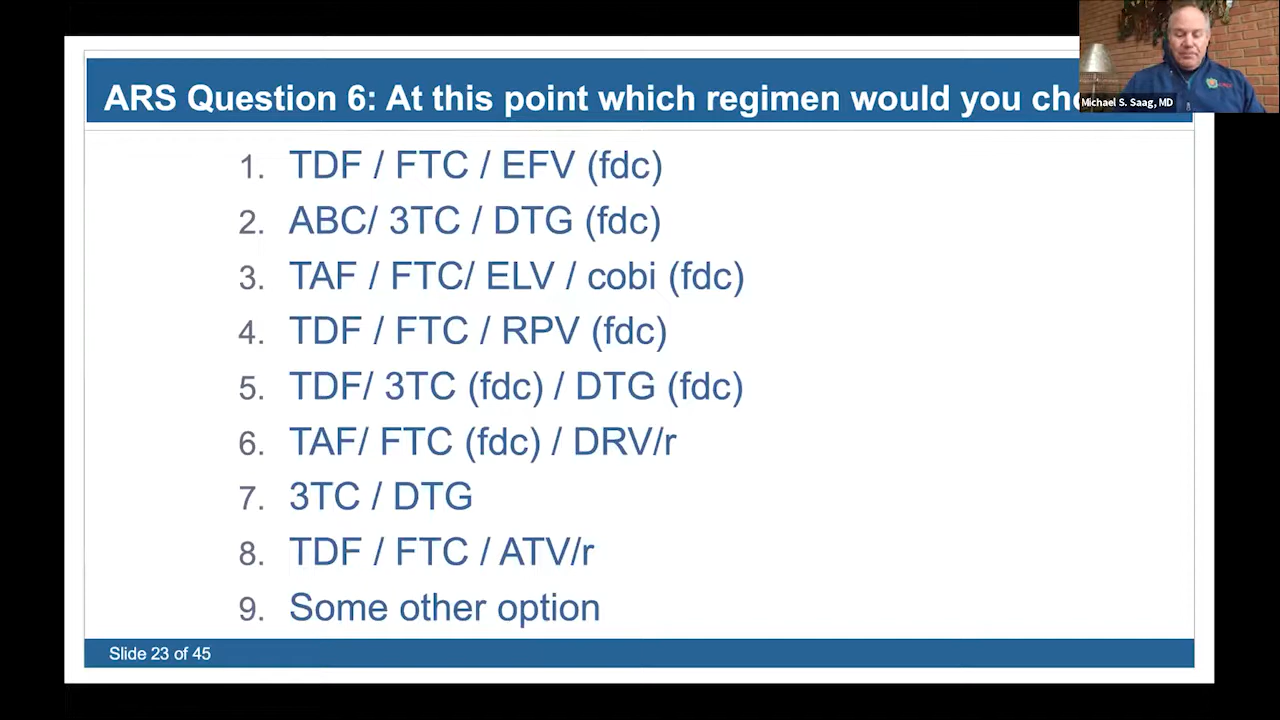 ARS Question 6: At this point which regimen would you
Michael S. Saag, MD
1. TDF / FTC / EFV (fdc)
2. ABC/ 3TC / DTG (fdc)
3. TAF / FTC/ ELV / cobi (fdc)
4. TDF / FTC / RPV (fdc)
5. TDF/ 3TC (fdc) / DTG (fdc)
6. TAF/ FTC (fdc) / DRV/r
7. 3TC / DTG
8. TDF / FTC / ATV/r
9. Some other option
Slide 23 of 45